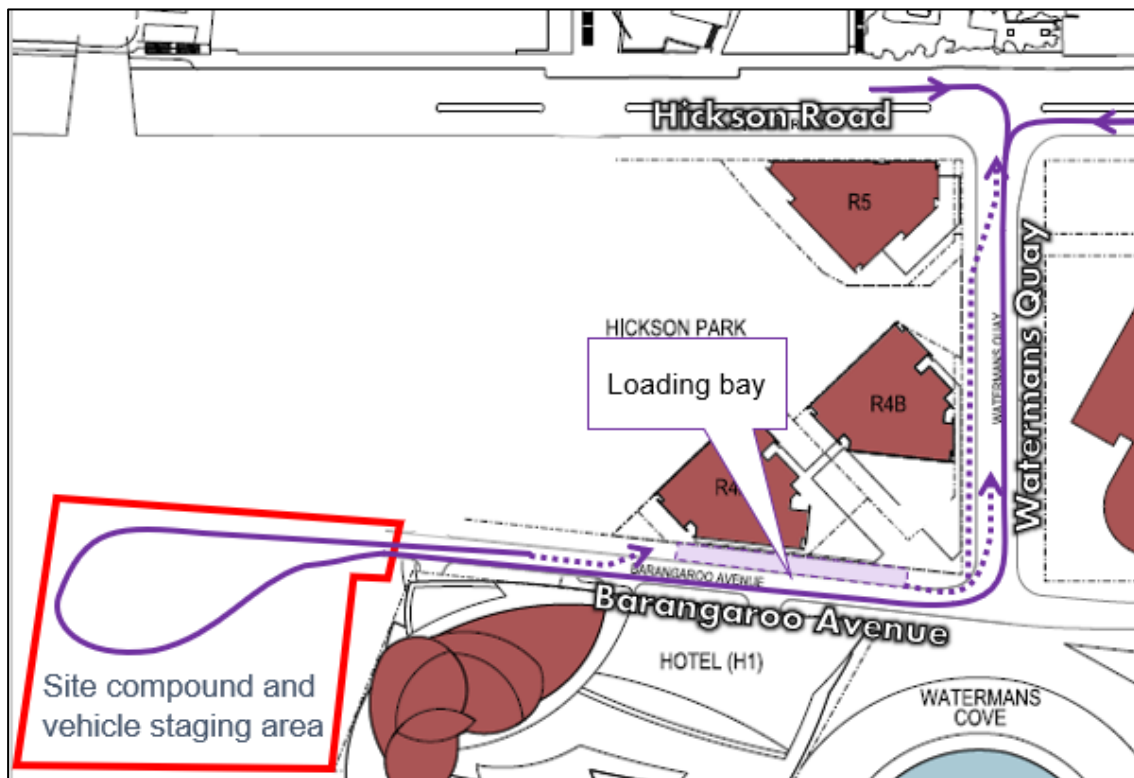 Hickson Road
R5
Watermans Quay
WATERMANS QUAY
HICKSON PARK
Loading bay
R4B
BARANGAROO AVENUE
Barangaroo Avenue
HOTEL (H1)
Site compound and
vehicle staging area
WATERMANS
COVE